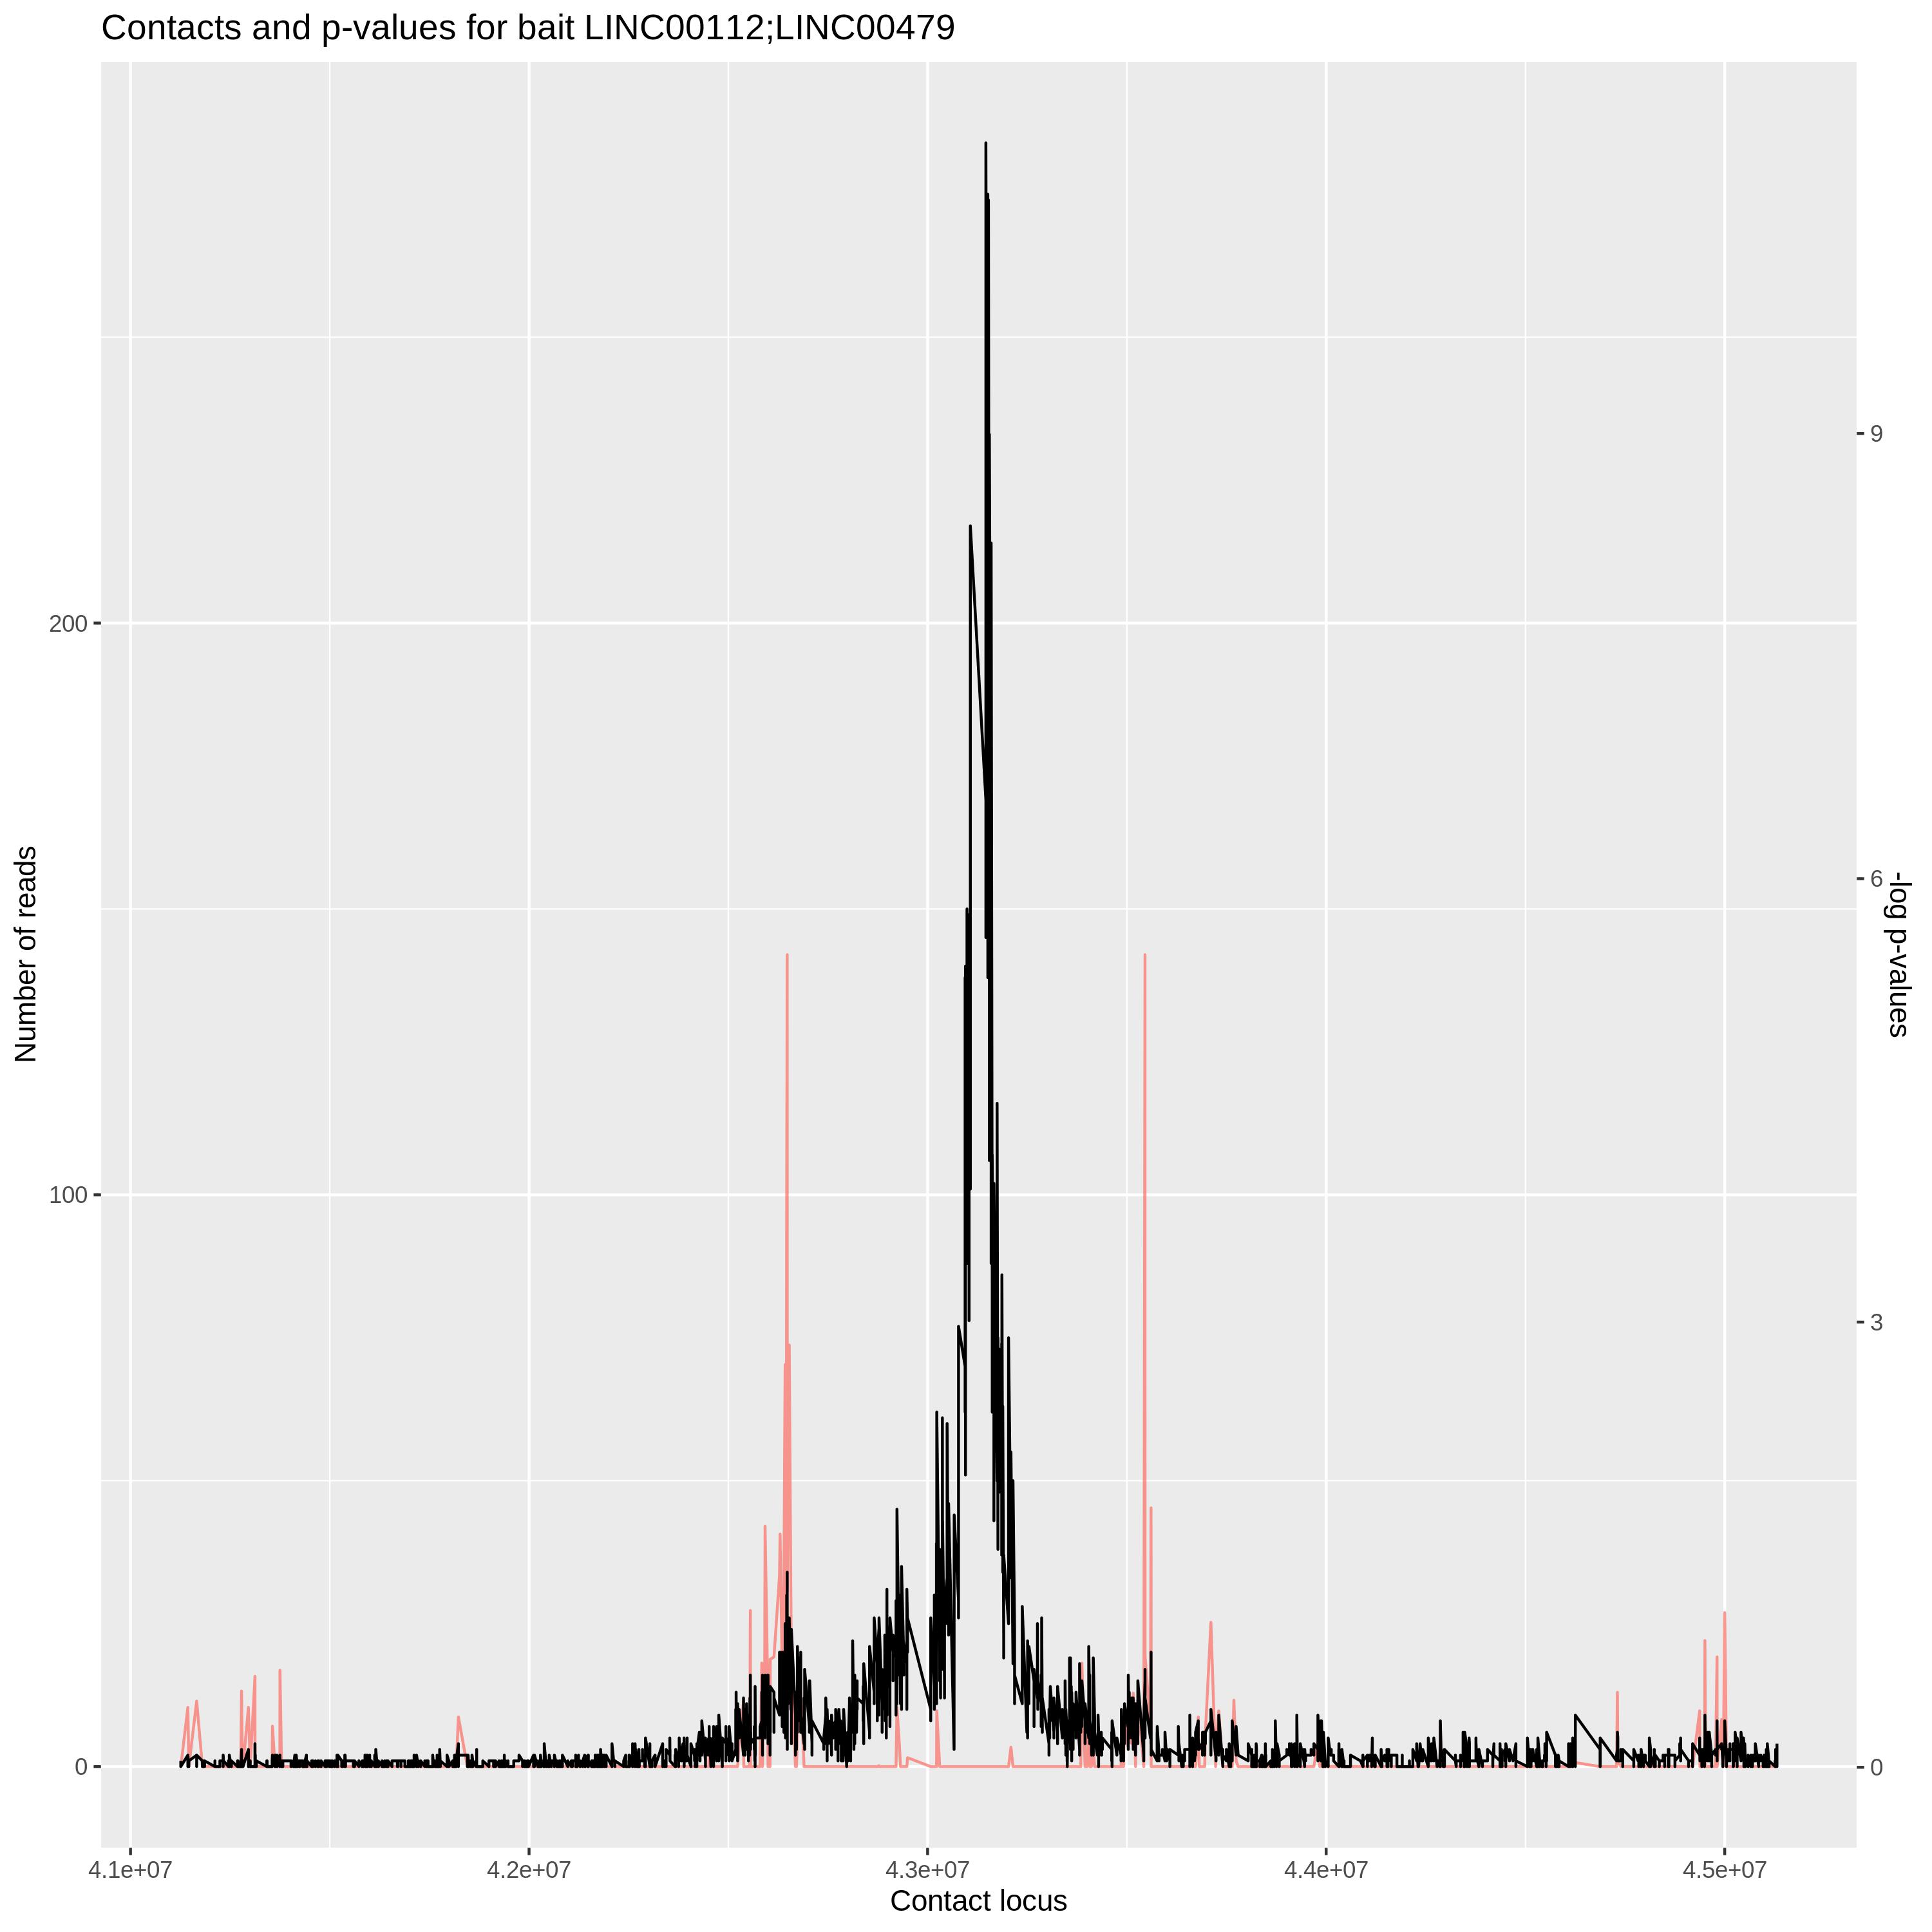 Contacts and p-values for bait LINC00112;LINC00479
Number of reads
200
100
0
9
6
3
0
-log p-values
4.1e+07
4.2e+07
4.3e+07
4.4e+07
4.5e+07
Contact locus